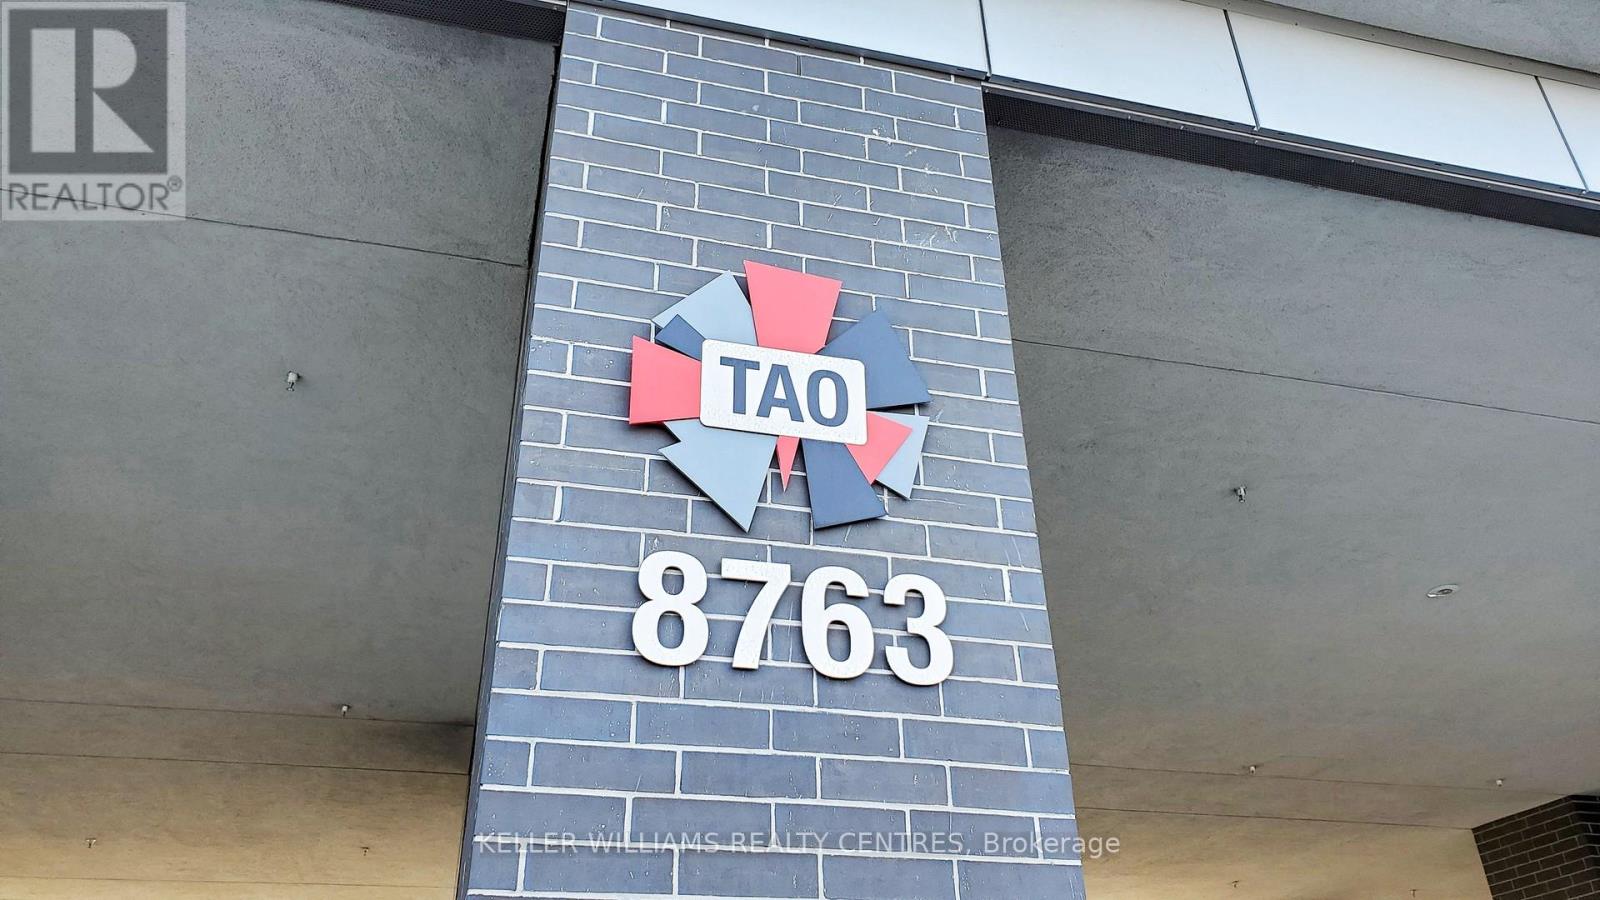 R
REALTOR®
TAO
8763
KELLER WILLIAMS REALTY CENTRES, Brokerage